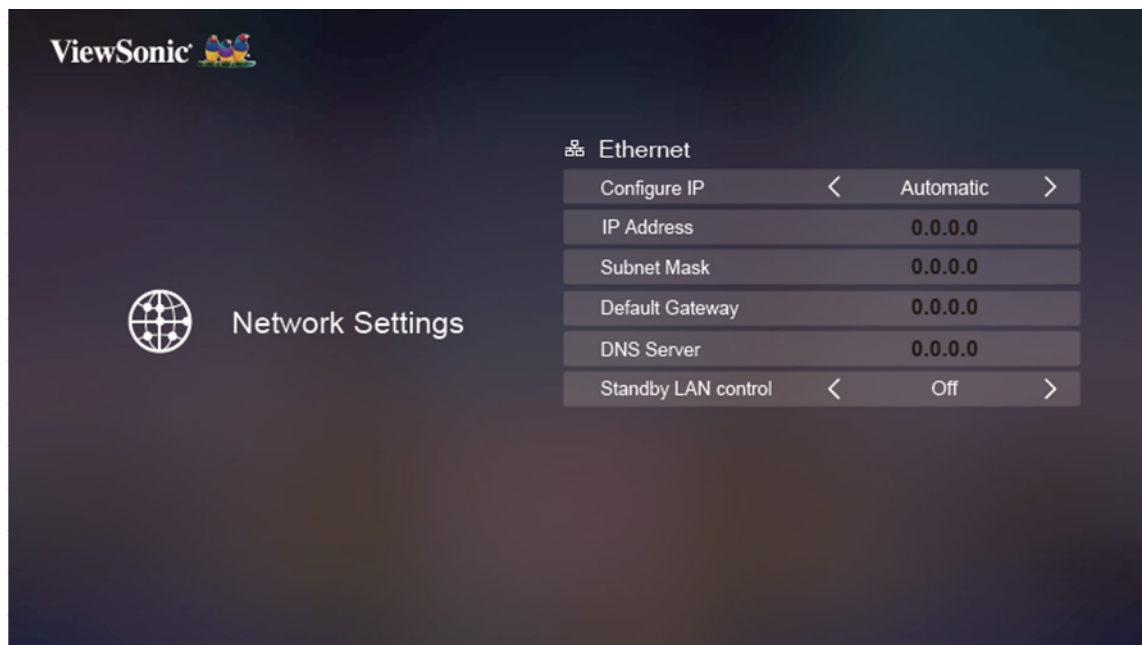 ViewSonic
Ethernet
Configure IP < Automatic >
IP Address 0.0.0.0
Subnet Mask 0.0.0.0
Default Gateway 0.0.0.0
DNS Server 0.0.0.0
Standby LAN control < Off >
Network Settings